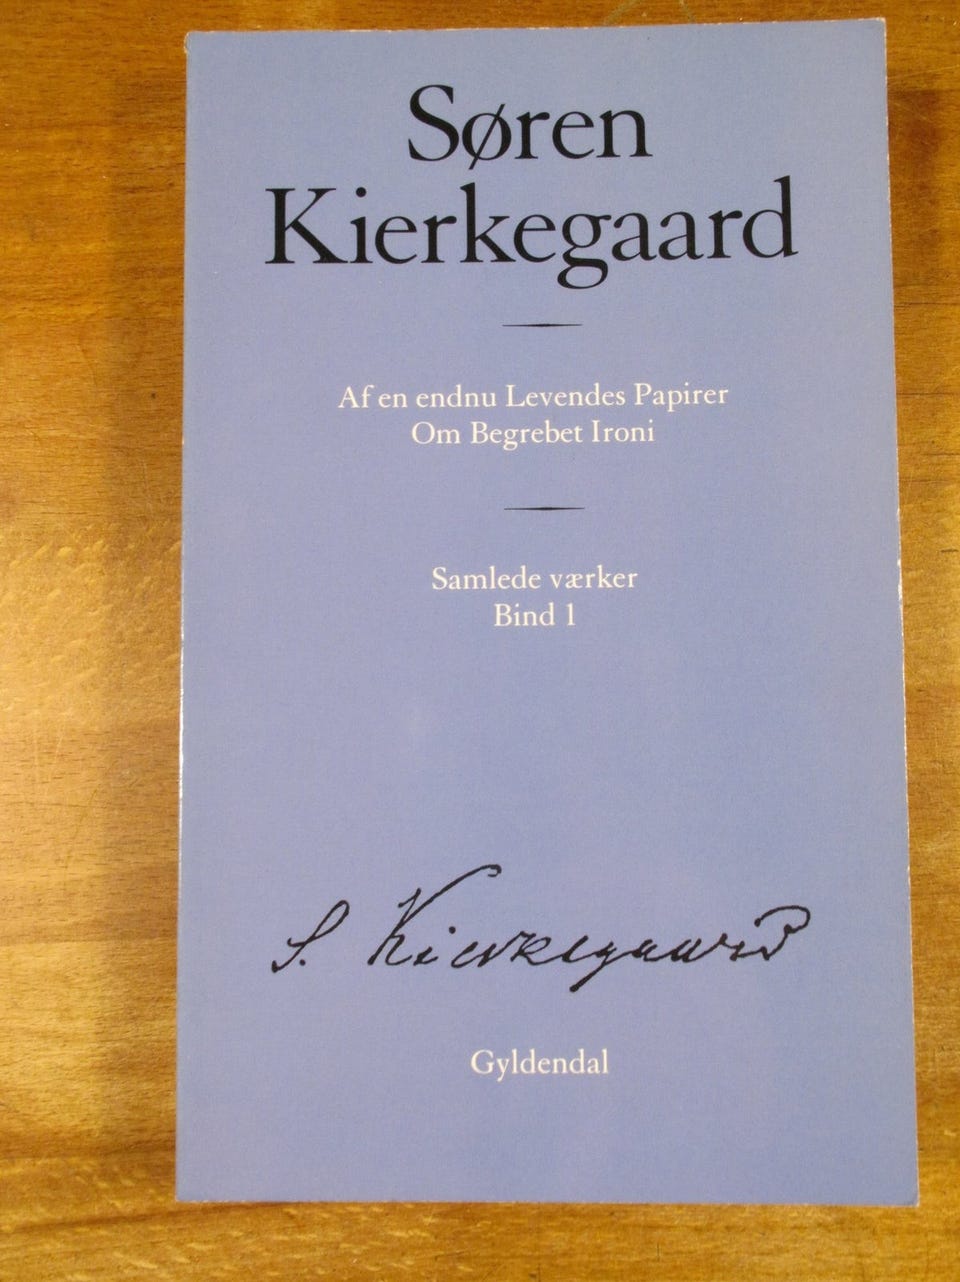 Søren
Kierkegaard
Af en endnu Levendes Papirer
Om Begrebet Ironi
Samlede værker
Bind 1
S. Kierkegaard
Gyldendal